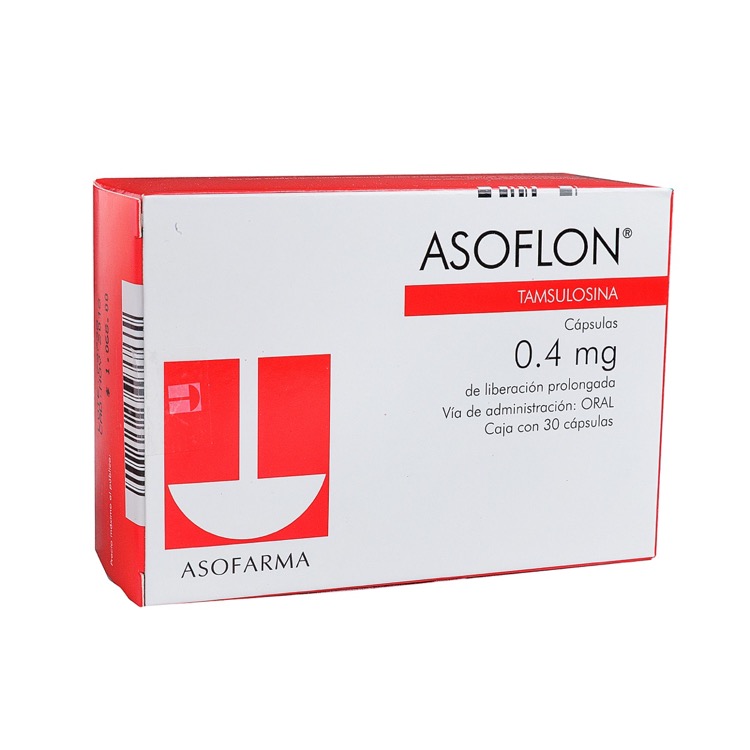 ASOFLON®
TAMSULOSINA
Cápsulas
0.4 mg
de liberación prolongada
Vía de administración: ORAL
Caja con 30 cápsulas
ASOFARMA